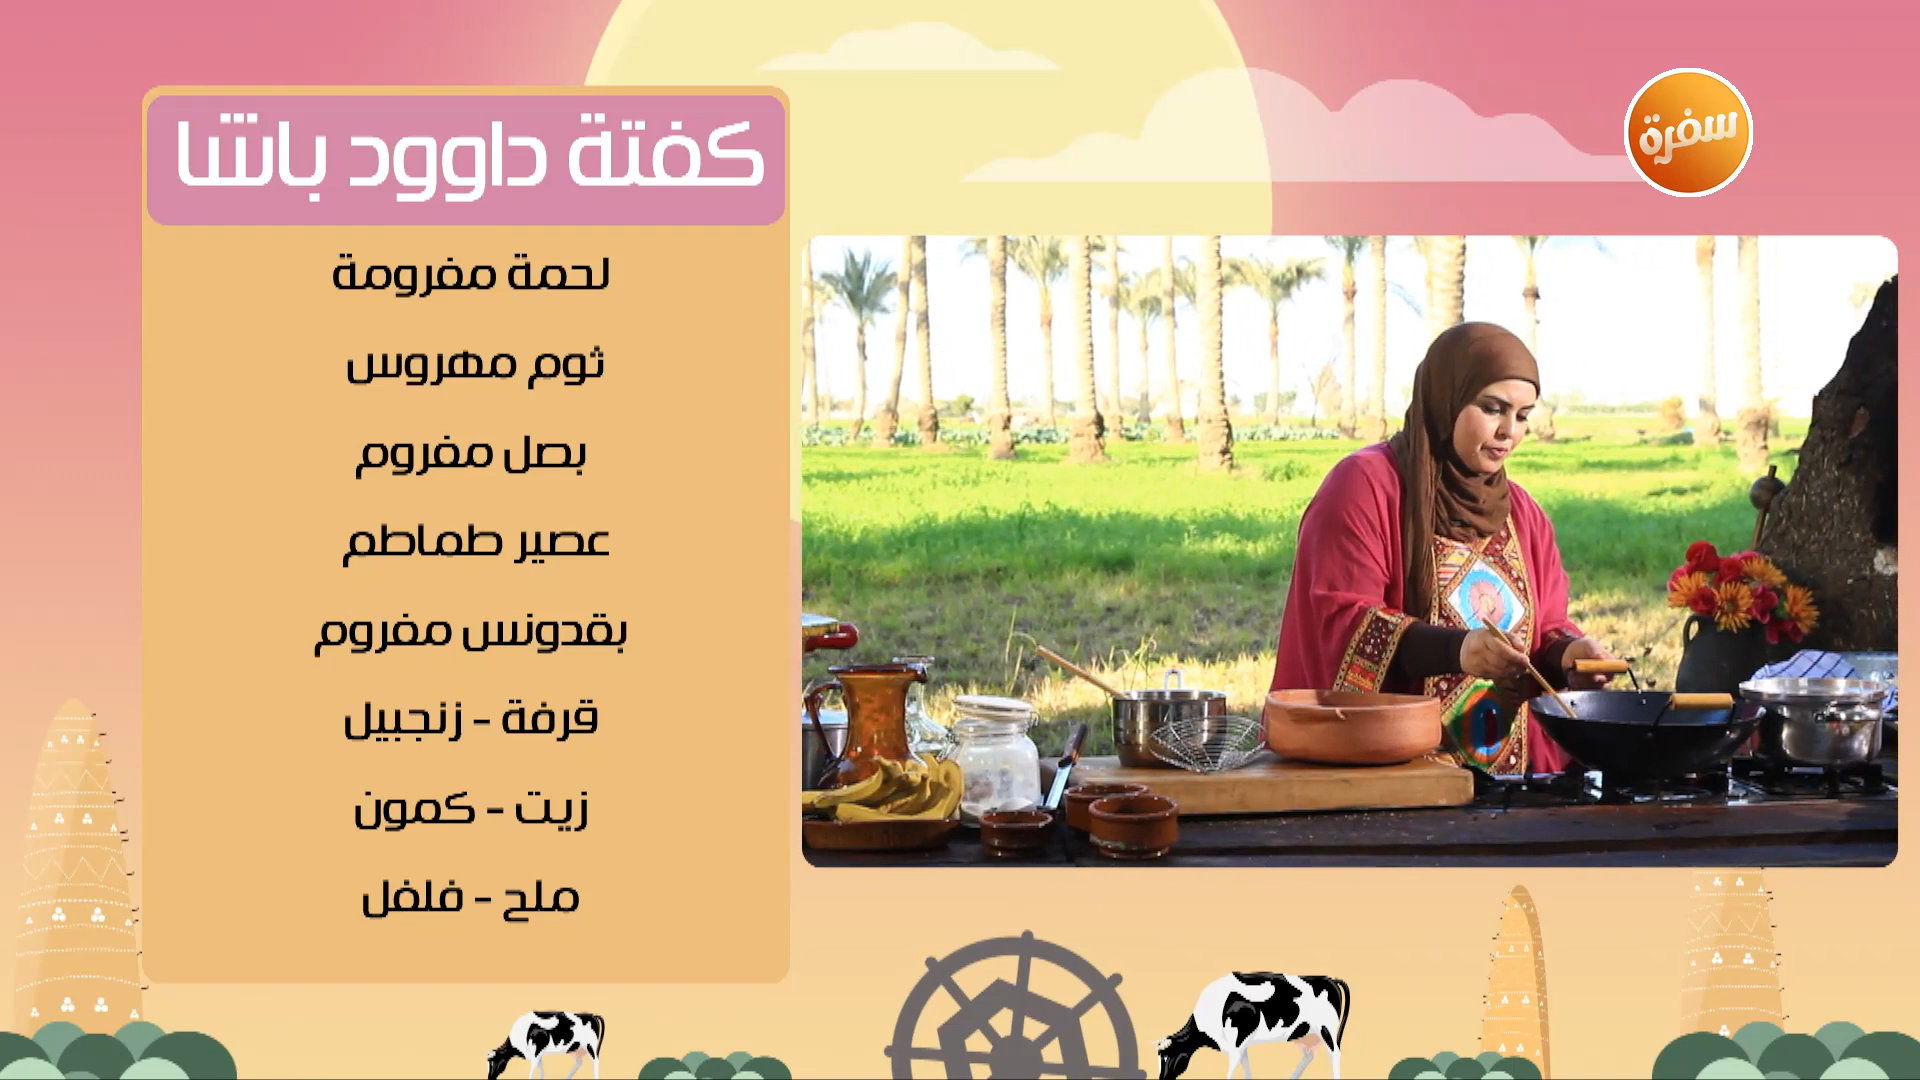 سفرة
كفتة داوود باشا
لحمة مفرومة
ثوم مهروس
بصل مفروم
عصير طماطم
بقدونس مفروم
قرفة - زنجبيل
زيت - كمون
ملح - فلفل